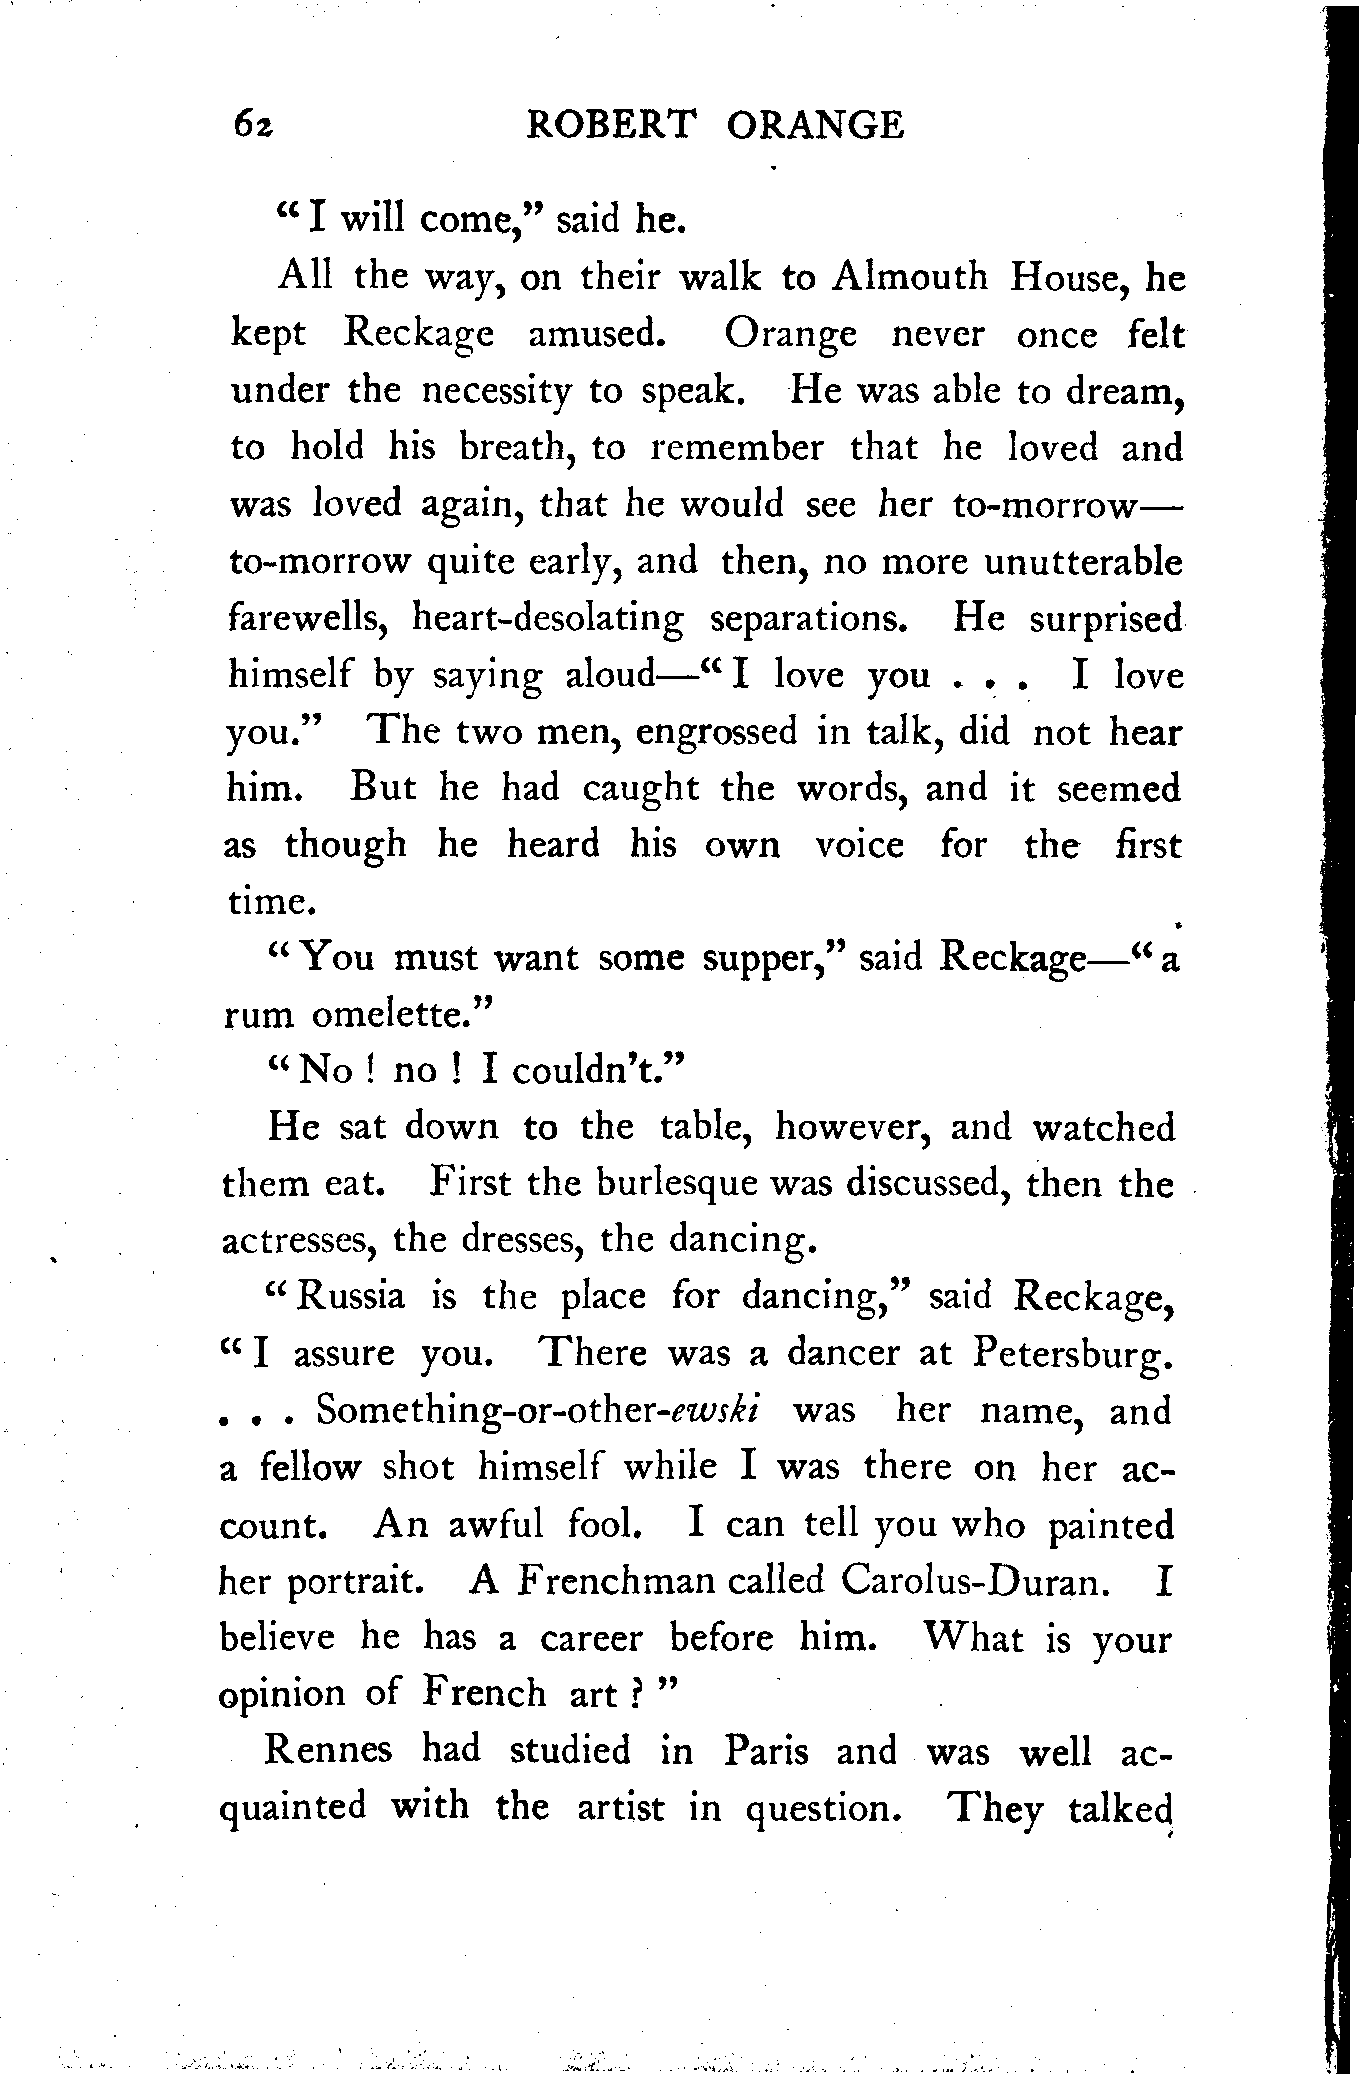 62 ROBERT ORANGE
“ I will come,” said he.
All the way, on their walk to Almouth House, he
kept Reckage amused. Orange never once felt
under the necessity to speak. He was able to dream,
to hold his breath, to remember that he loved and
was loved again, that he would see her to-morrow—
to-morrow quite early, and then, no more unutterable
farewells, heart-desolating separations. He surprised
himself by saying aloud—“ I love you . . . I love
you.” The two men, engrossed in talk, did not hear
him. But he had caught the words, and it seemed
as though he heard his own voice for the first
time.
“ You must want some supper,” said Reckage—“ a
rum omelette.”
“ No ! no ! I couldn’t.”
He sat down to the table, however, and watched
them eat. First the burlesque was discussed, then the
actresses, the dresses, the dancing.
“ Russia is the place for dancing,” said Reckage,
“ I assure you. There was a dancer at Petersburg.
. . . Something-or-other-ewski was her name, and
a fellow shot himself while I was there on her ac-
count. An awful fool. I can tell you who painted
her portrait. A Frenchman called Carolus-Duran. I
believe he has a career before him. What is your
opinion of French art ? ”
Rennes had studied in Paris and was well ac-
quainted with the artist in question. They talked